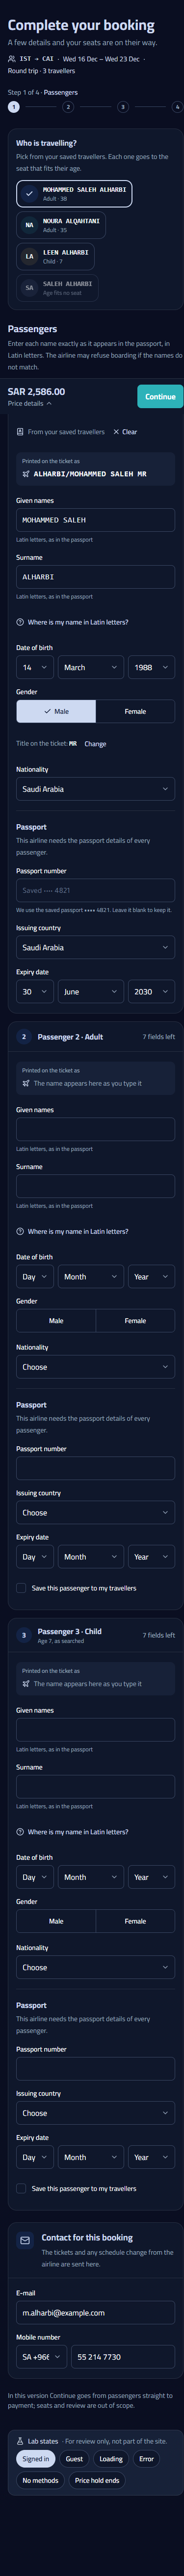 Complete your booking
A few details and your seats are on their way.
IST → CAI · Wed 16 Dec – Wed 23 Dec ·
Round trip · 3 travellers
Step 1 of 4 · Passengers
1
2
3
4
Who is travelling?
Pick from your saved travellers. Each one goes to the
seat that fits their age.
MOHAMMED SALEH ALHARBI
Adult · 38
NA
NOURA ALQAHTANI
Adult · 35
LA
LEEN ALHARBI
Child · 7
SA
SALEH ALHARBI
Age fits no seat
Passengers
Enter each name exactly as it appears in the passport, in
Latin letters. The airline may refuse boarding if the names do
not match.
SAR 2,586.00
Price details
Continue
From your saved travellers
Clear
Printed on the ticket as
ALHARBI/MOHAMMED SALEH MR
Given names
MOHAMMED SALEH
Latin letters, as in the passport
Surname
ALHARBI
Latin letters, as in the passport
Where is my name in Latin letters?
Date of birth
14
March
1988
Gender
Male
Female
Title on the ticket: MR
Change
Nationality
Saudi Arabia
Passport
This airline needs the passport details of every
passenger.
Passport number
Saved •••• 4821
We use the saved passport •••• 4821. Leave it blank to keep it.
Issuing country
Saudi Arabia
Expiry date
30
June
2030
2
Passenger 2 · Adult
7 fields left
Printed on the ticket as
The name appears here as you type it
Given names
Latin letters, as in the passport
Surname
Latin letters, as in the passport
Where is my name in Latin letters?
Date of birth
Day
Month
Year
Gender
Male
Female
Nationality
Choose
Passport
This airline needs the passport details of every
passenger.
Passport number
Issuing country
Choose
Expiry date
Day
Month
Year
Save this passenger to my travellers
3
Passenger 3 · Child
Age 7, as searched
7 fields left
Printed on the ticket as
The name appears here as you type it
Given names
Latin letters, as in the passport
Surname
Latin letters, as in the passport
Where is my name in Latin letters?
Date of birth
Day
Month
Year
Gender
Male
Female
Nationality
Choose
Passport
This airline needs the passport details of every
passenger.
Passport number
Issuing country
Choose
Expiry date
Day
Month
Year
Save this passenger to my travellers
Contact for this booking
The tickets and any schedule change from the
airline are sent here.
E-mail
m.alharbi@example.com
Mobile number
SA +966
55 214 7730
In this version Continue goes from passengers straight to
payment; seats and review are out of scope.
Lab states · For review only, not part of the site.
Signed in
Guest
Loading
Error
No methods
Price hold ends